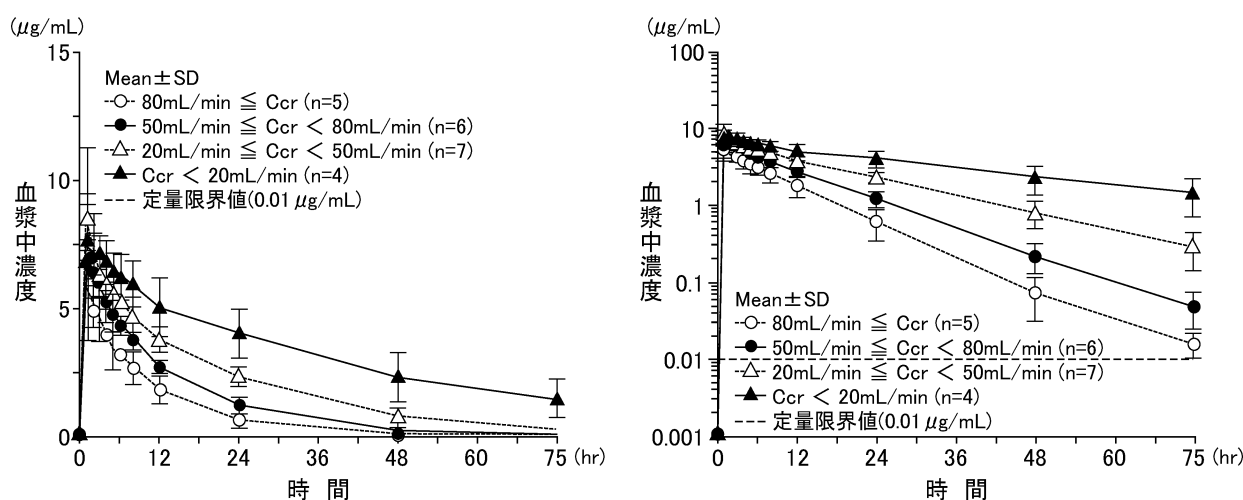 (μg/mL)
15
10
5
0
血漿中濃度
Mean±SD
80mL/min ≦ Ccr (n=5)
50mL/min ≦ Ccr < 80mL/min (n=6)
20mL/min ≦ Ccr < 50mL/min (n=7)
Ccr < 20mL/min (n=4)
定量限界値(0.01μg/mL)
0 12 24 36 48 60 75 (hr)
時 間
(μg/mL)
100
10
1
0.1
0.01
0.001
血漿中濃度
Mean±SD
80mL/min ≦ Ccr (n=5)
50mL/min ≦ Ccr < 80mL/min (n=6)
20mL/min ≦ Ccr < 50mL/min (n=7)
Ccr < 20mL/min (n=4)
定量限界値(0.01μg/mL)
0 12 24 36 48 60 75 (hr)
時 間